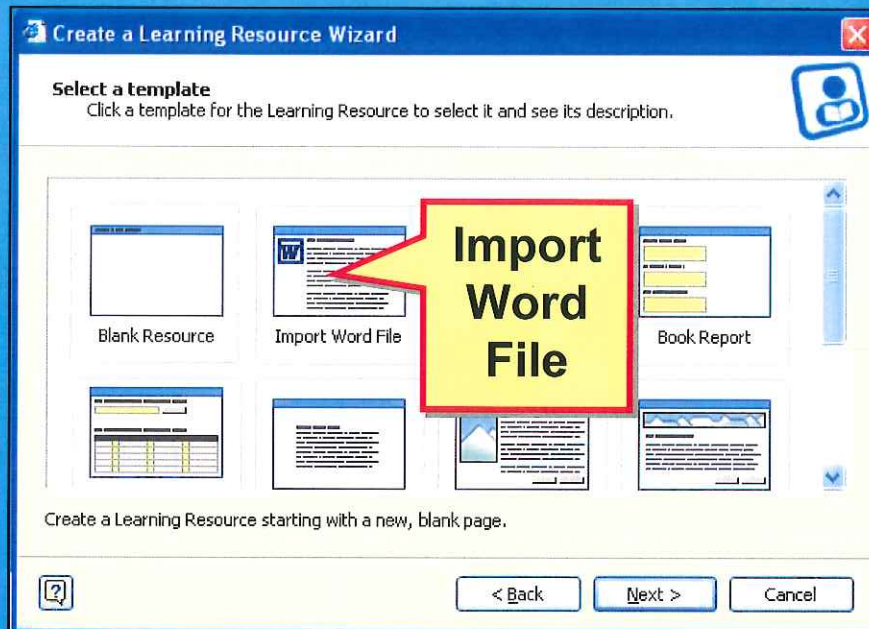 Create a Learning Resource Wizard
Select a template
Click a template for the Learning Resource to select it and see its description.
W
Import
Word
File
Blank Resource
Import Word File
Book Report
Create a Learning Resource starting with a new, blank page.
?
< Back
Next >
Cancel